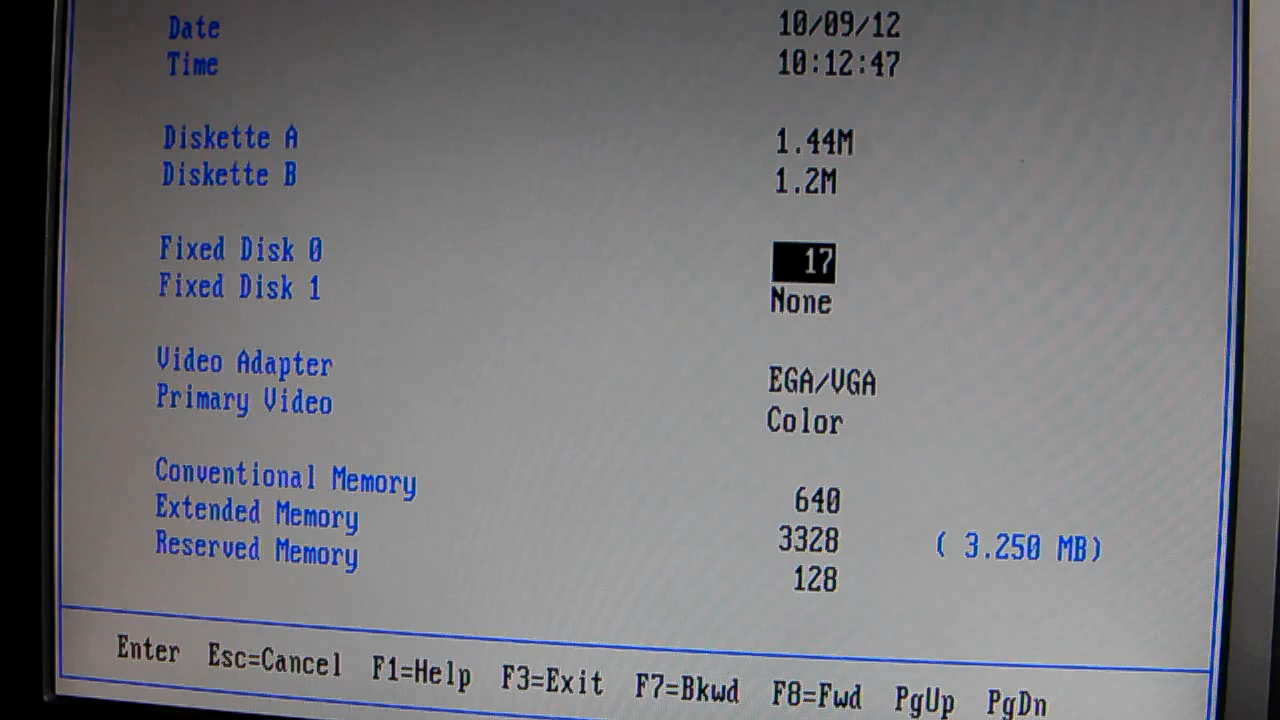 Date 10/09/12
Time 10:12:47
Diskette A 1.44M
Diskette B 1.2M
Fixed Disk 0 17
Fixed Disk 1 None
Video Adapter EGA/VGA
Primary Video Color
Conventional Memory 640
Extended Memory 3328 ( 3.250 MB)
Reserved Memory 128
Enter Esc=Cancel F1=Help F3=Exit F7=Bkwd F8=Fwd PgUp PgDn